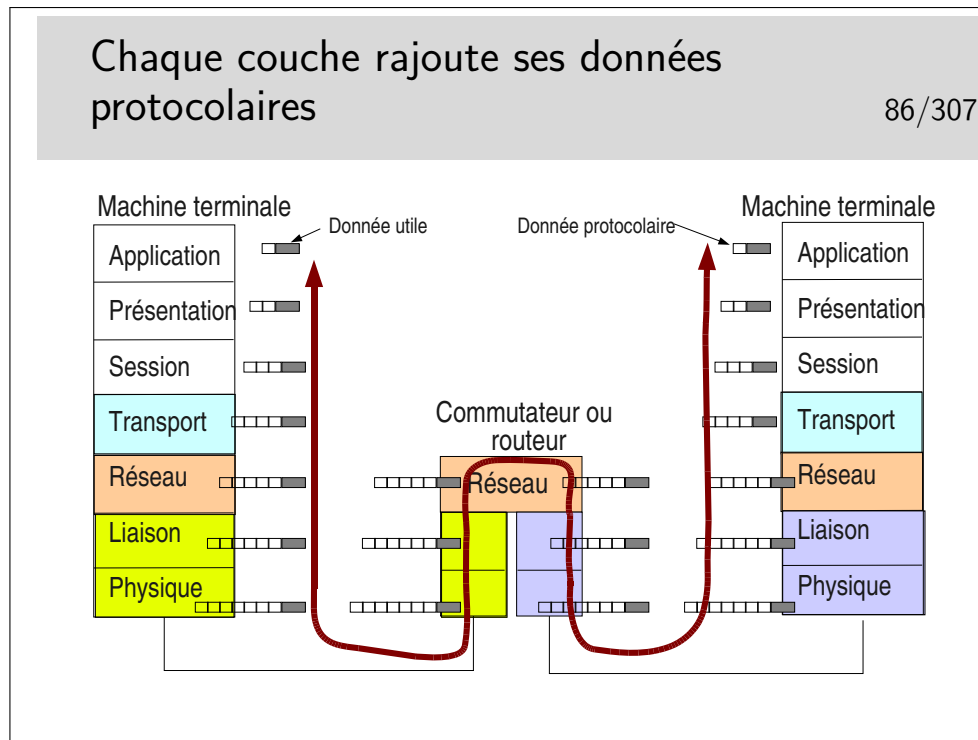 Chaque couche rajoute ses données
protocolaires
86/307
Machine terminale
Machine terminale
Donnée utile
Donnée protocolaire
Application
Présentation
Session
Transport
Réseau
Liaison
Physique
Commutateur ou
routeur
Réseau
Application
Présentation
Session
Transport
Réseau
Liaison
Physique